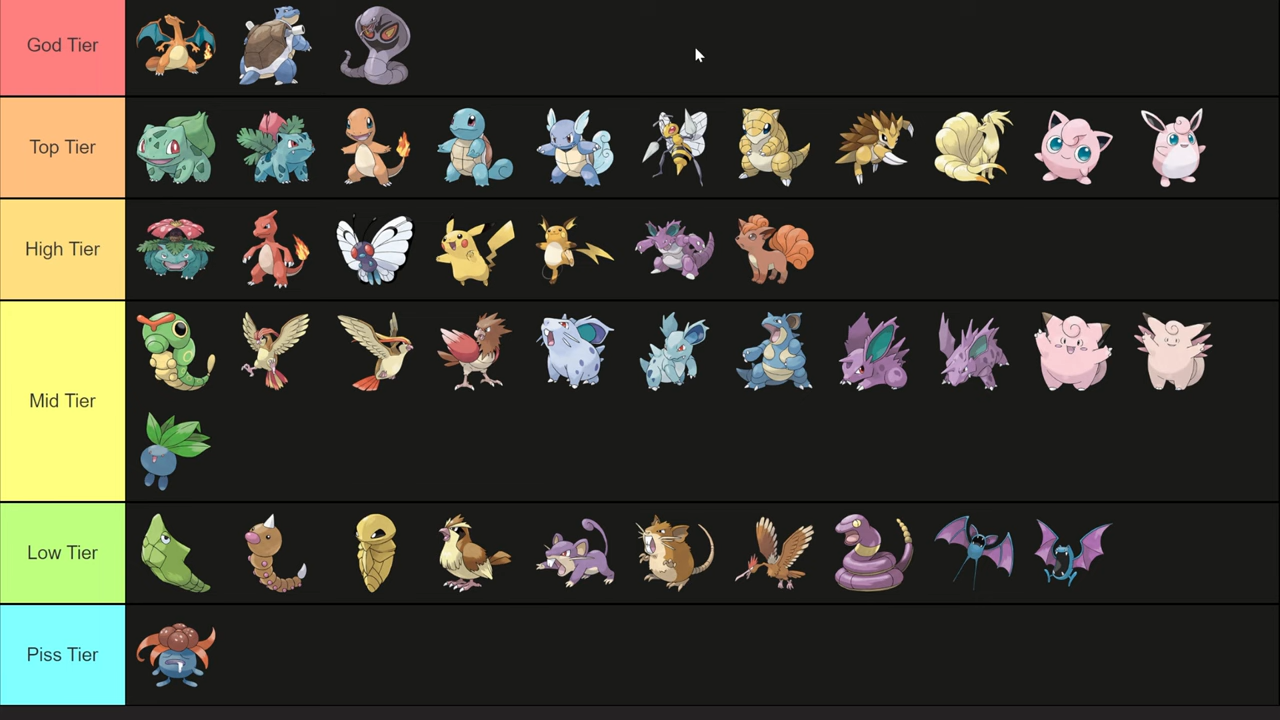 God Tier
Top Tier
High Tier
Mid Tier
Low Tier
Piss Tier